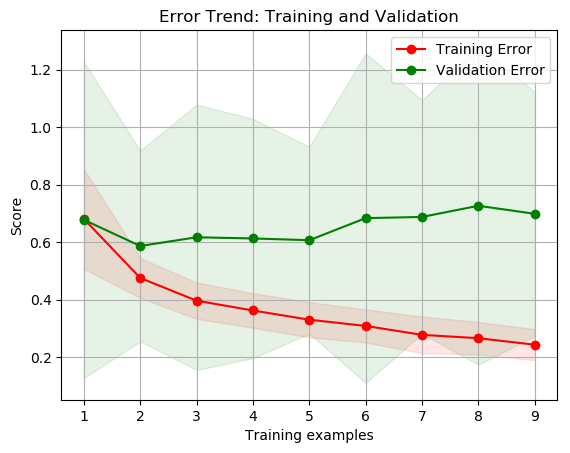 Error Trend: Training and Validation
Training Error
Validation Error
1.2
1.0
0.8
0.6
0.4
0.2
Score
1 2 3 4 5 6 7 8 9
Training examples